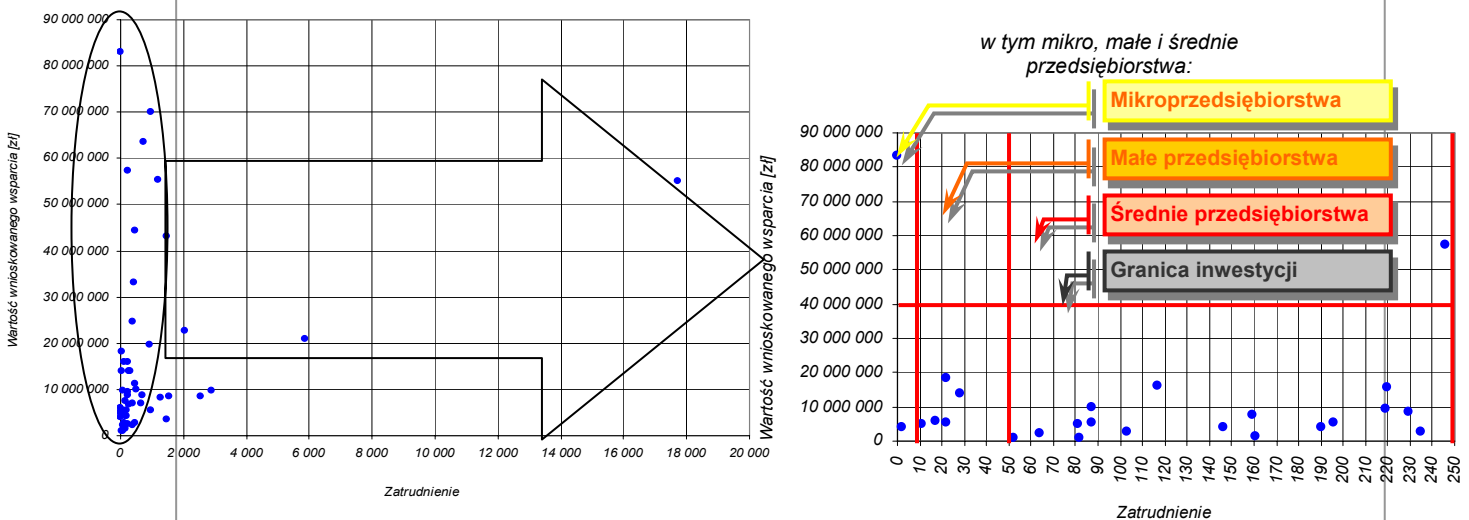 Wartość wnioskowanego wsparcia [zł]
90 000 000
80 000 000
70 000 000
60 000 000
50 000 000
40 000 000
30 000 000
20 000 000
10 000 000
0
0 2 000 4 000 6 000 8 000 10 000 12 000 14 000 16 000 18 000 20 000
Zatrudnienie
w tym mikro, małe i średnie
przedsiębiorstwa:
Mikroprzedsiębiorstwa
Małe przedsiębiorstwa
Średnie przedsiębiorstwa
Granica inwestycji
Wartość wnioskowanego wsparcia [zł]
90 000 000
80 000 000
70 000 000
60 000 000
50 000 000
40 000 000
30 000 000
20 000 000
10 000 000
0
0 10 20 30 40 50 60 70 80 90 100 110 120 130 140 150 160 170 180 190 200 210 220 230 240 250
Zatrudnienie